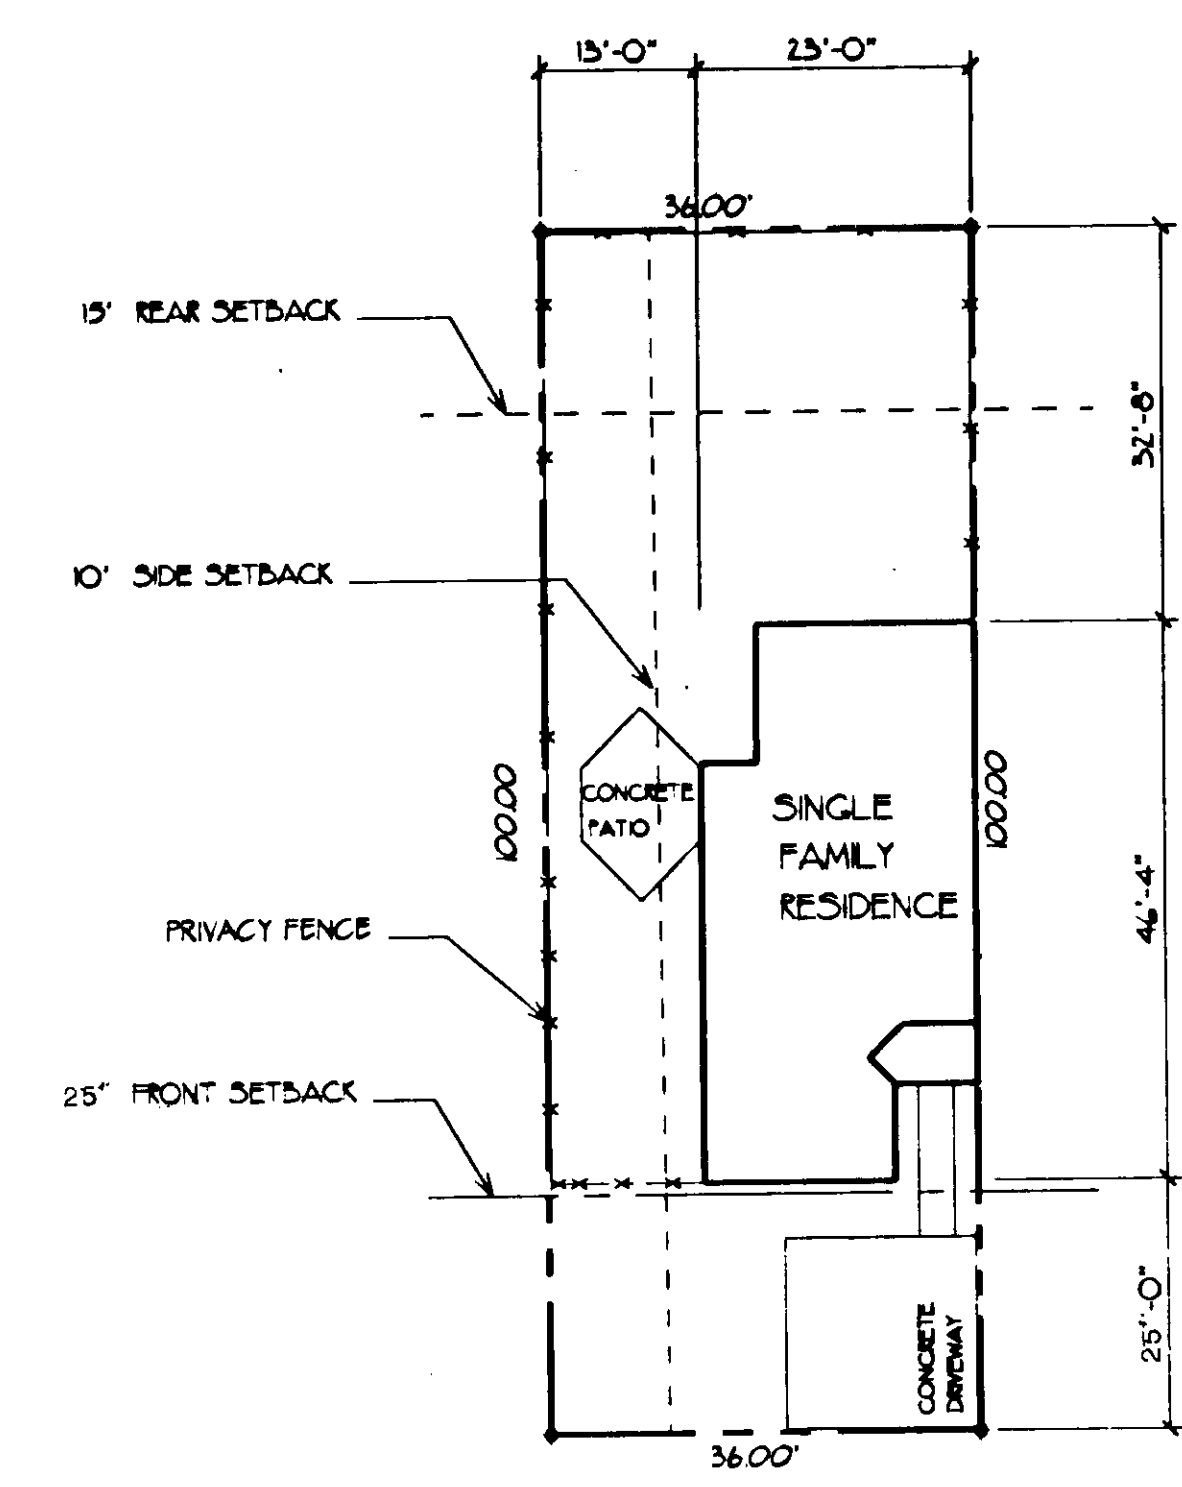 13'-0" 23'-0"
36.00'
15' REAR SETBACK
32'-8"
10' SIDE SETBACK
CONCRETE
PATIO
100.00
SINGLE
FAMILY
RESIDENCE
100.00
46'-4"
PRIVACY FENCE
25' FRONT SETBACK
25'-0"
CONCRETE
DRIVEWAY
36.00'